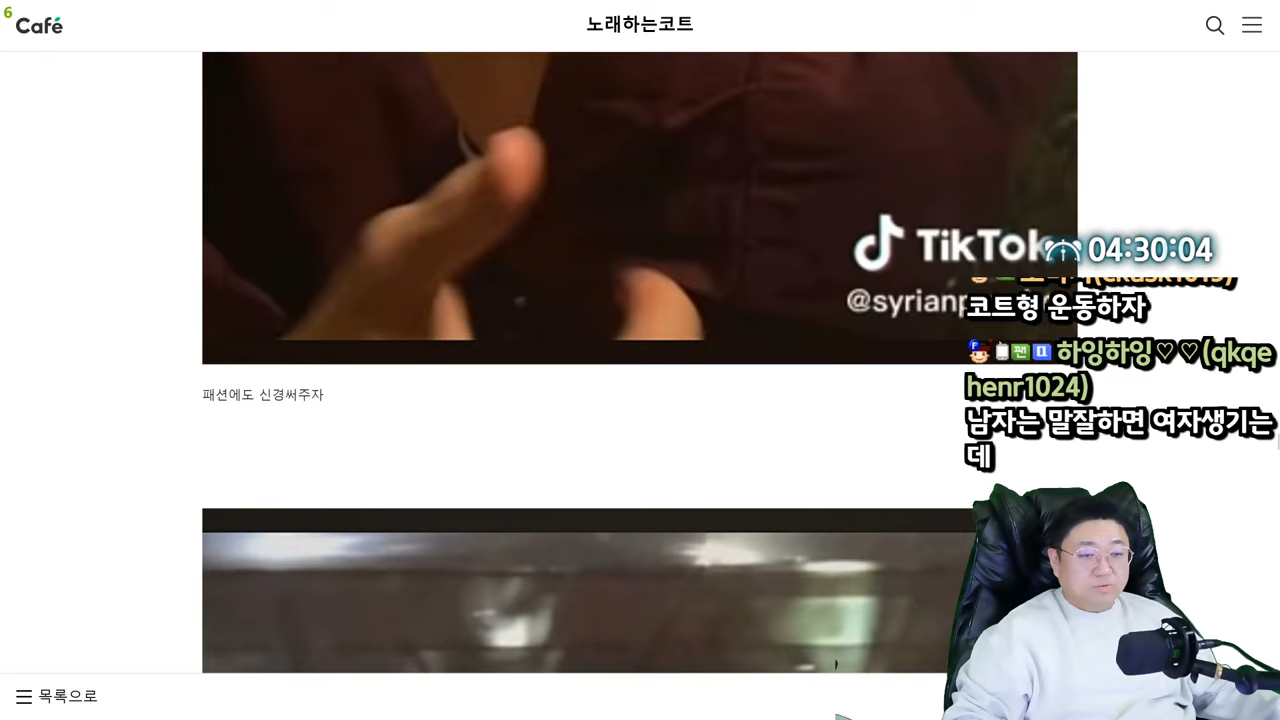 6
Café
노래하는코트
TikTok
04:30:04
@syrianp
코트형 운동하자
F 팬 하잉하잉♡♡(qkqe
henr1024)
남자는 말잘하면 여자생기는
데
패션에도 신경써주자
목록으로